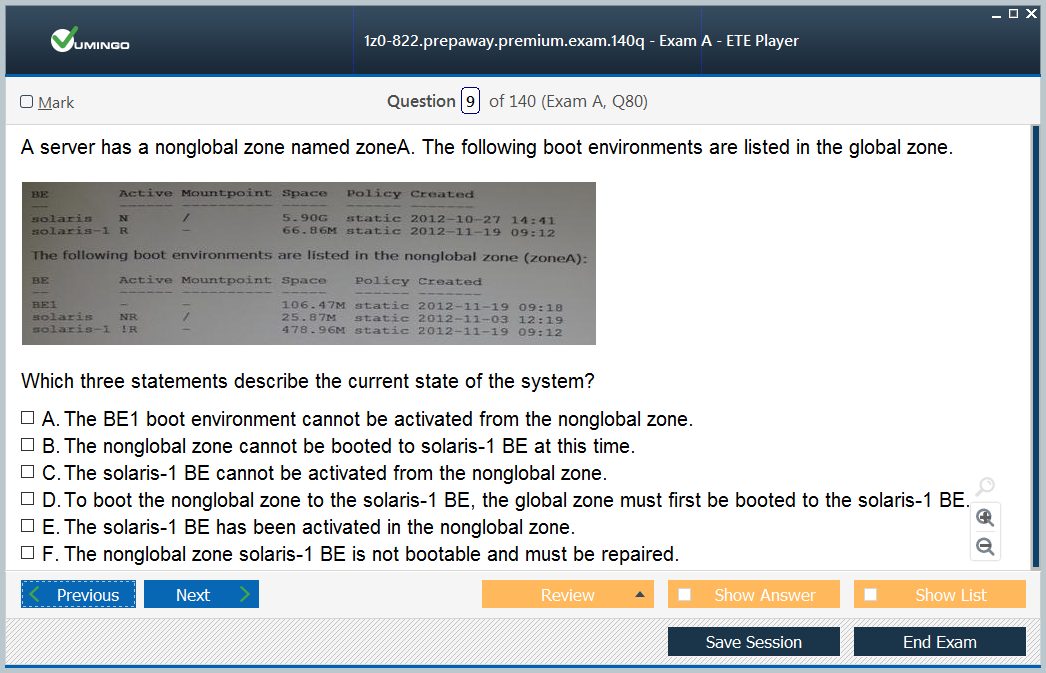 VUMINGO
1z0-822.prepaway.premium.exam.140q - Exam A - ETE Player
Mark
Question 9 of 140 (Exam A, Q80)
A server has a nonglobal zone named zoneA. The following boot environments are listed in the global zone.
BE Active Mountpoint Space Policy Created
-- ------ ---------- ----- ------ -------
solaris N / 5.90G static 2012-10-27 14:41
solaris-1 R - 66.86M static 2012-11-19 09:12
The following boot environments are listed in the nonglobal zone (zoneA):
BE Active Mountpoint Space Policy Created
-- ------ ---------- ----- ------ -------
BE1 - - 106.47M static 2012-11-19 09:18
solaris NR / 25.87M static 2012-11-03 12:19
solaris-1 !R - 478.96M static 2012-11-19 09:12
Which three statements describe the current state of the system?
A. The BE1 boot environment cannot be activated from the nonglobal zone.
B. The nonglobal zone cannot be booted to solaris-1 BE at this time.
C. The solaris-1 BE cannot be activated from the nonglobal zone.
D. To boot the nonglobal zone to the solaris-1 BE, the global zone must first be booted to the solaris-1 BE.
E. The solaris-1 BE has been activated in the nonglobal zone.
F. The nonglobal zone solaris-1 BE is not bootable and must be repaired.
Previous Next Review Show Answer Show List
Save Session End Exam